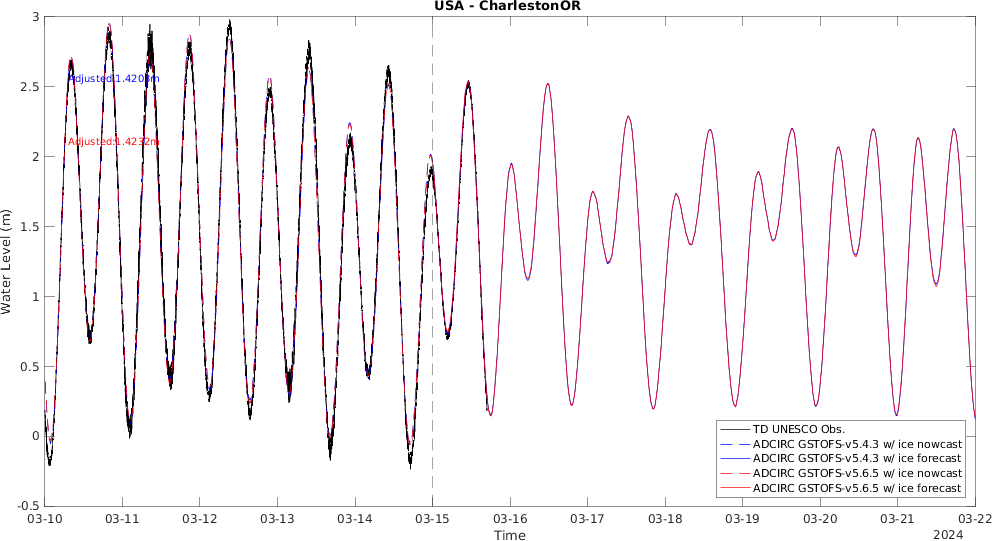 USA - CharlestonOR
3
2.5
2
1.5
1
0.5
0
-0.5
Water Level (m)
Adjusted:1.4203m
Adjusted:1.4232m
TD UNESCO Obs.
ADCIRC GSTOFS-v5.4.3 w/ ice nowcast
ADCIRC GSTOFS-v5.4.3 w/ ice forecast
ADCIRC GSTOFS-v5.6.5 w/ ice nowcast
ADCIRC GSTOFS-v5.6.5 w/ ice forecast
03-10 03-11 03-12 03-13 03-14 03-15 03-16 03-17 03-18 03-19 03-20 03-21 03-22
Time
2024